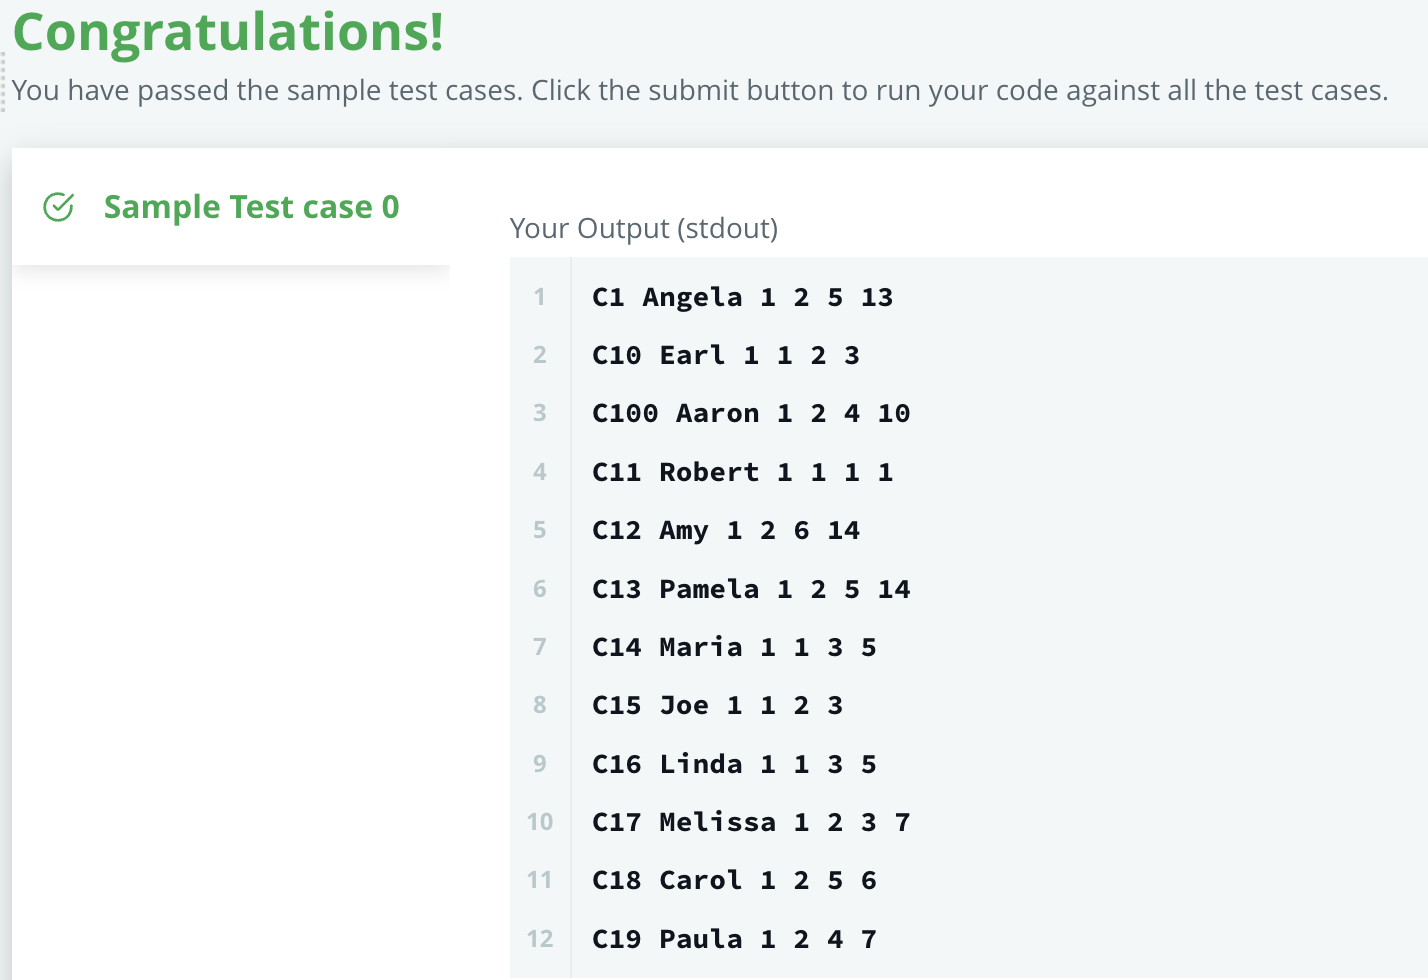 Congratulations!
You have passed the sample test cases. Click the submit button to run your code against all the test cases.
Sample Test case 0
Your Output (stdout)
1 C1 Angela 1 2 5 13
2 C10 Earl 1 1 2 3
3 C100 Aaron 1 2 4 10
4 C11 Robert 1 1 1 1
5 C12 Amy 1 2 6 14
6 C13 Pamela 1 2 5 14
7 C14 Maria 1 1 3 5
8 C15 Joe 1 1 2 3
9 C16 Linda 1 1 3 5
10 C17 Melissa 1 2 3 7
11 C18 Carol 1 2 5 6
12 C19 Paula 1 2 4 7